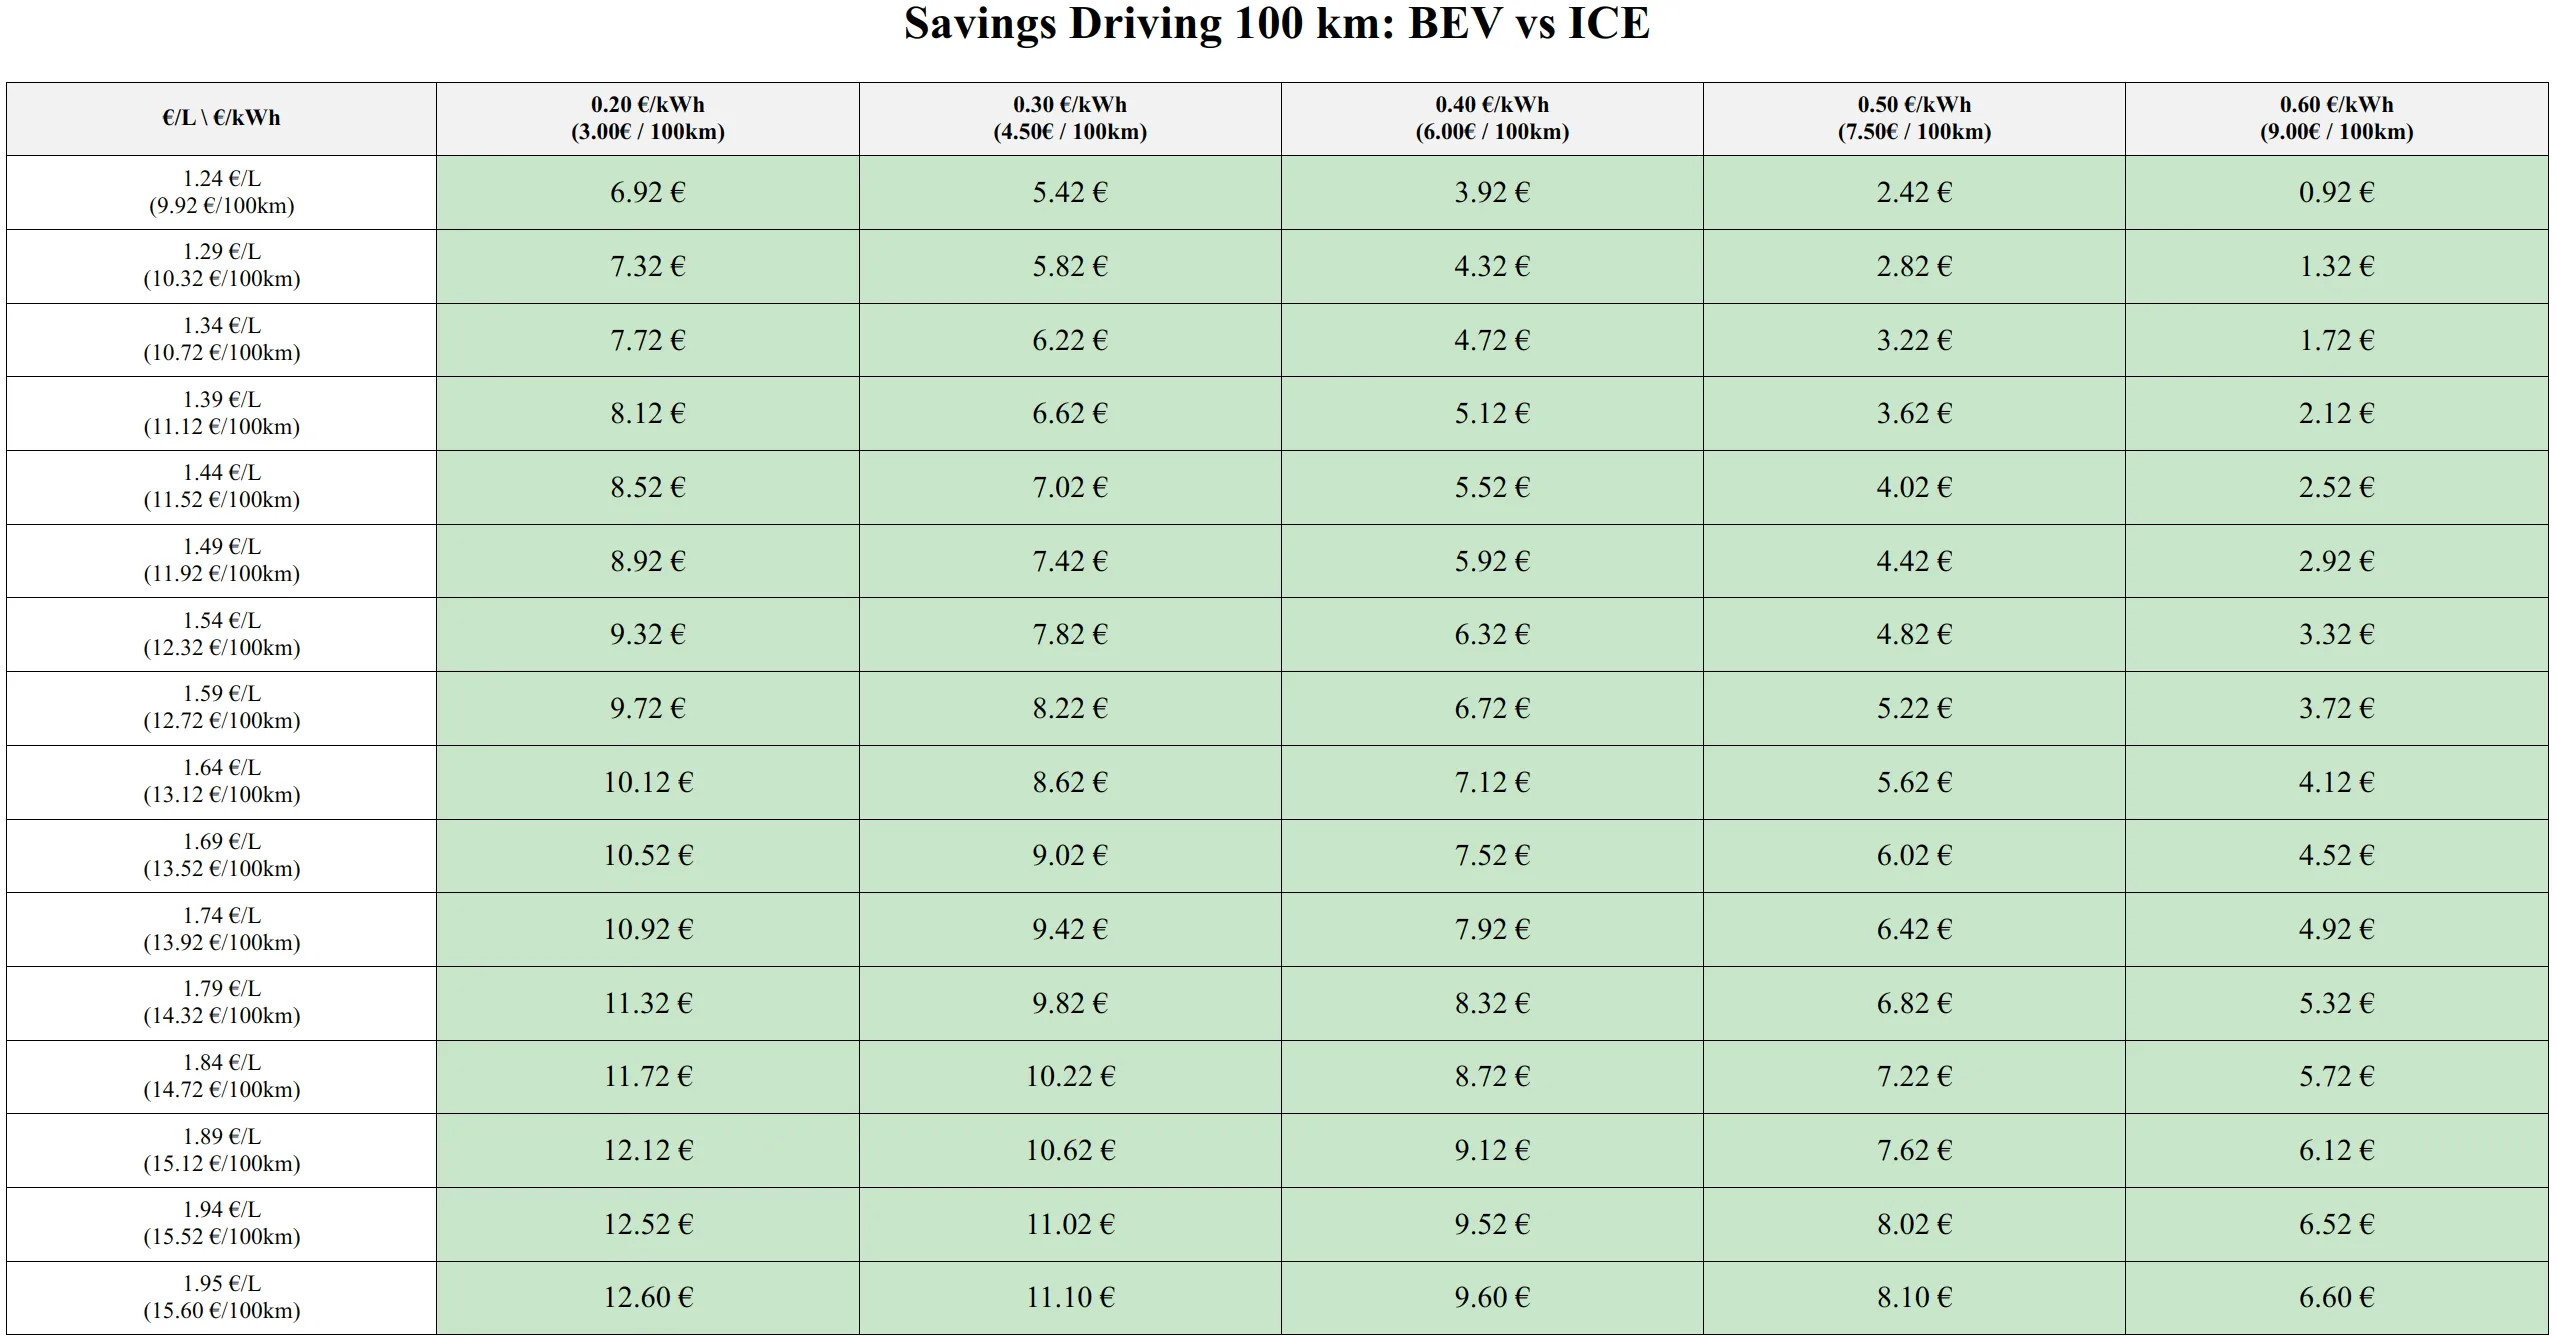 Savings Driving 100 km: BEV vs ICE
€/L \ €/kWh
0.20 €/kWh
(3.00€ / 100km)
0.30 €/kWh
(4.50€ / 100km)
0.40 €/kWh
(6.00€ / 100km)
0.50 €/kWh
(7.50€ / 100km)
0.60 €/kWh
(9.00€ / 100km)
1.24 €/L
(9.92 €/100km)
6.92 €
5.42 €
3.92 €
2.42 €
0.92 €
1.29 €/L
(10.32 €/100km)
7.32 €
5.82 €
4.32 €
2.82 €
1.32 €
1.34 €/L
(10.72 €/100km)
7.72 €
6.22 €
4.72 €
3.22 €
1.72 €
1.39 €/L
(11.12 €/100km)
8.12 €
6.62 €
5.12 €
3.62 €
2.12 €
1.44 €/L
(11.52 €/100km)
8.52 €
7.02 €
5.52 €
4.02 €
2.52 €
1.49 €/L
(11.92 €/100km)
8.92 €
7.42 €
5.92 €
4.42 €
2.92 €
1.54 €/L
(12.32 €/100km)
9.32 €
7.82 €
6.32 €
4.82 €
3.32 €
1.59 €/L
(12.72 €/100km)
9.72 €
8.22 €
6.72 €
5.22 €
3.72 €
1.64 €/L
(13.12 €/100km)
10.12 €
8.62 €
7.12 €
5.62 €
4.12 €
1.69 €/L
(13.52 €/100km)
10.52 €
9.02 €
7.52 €
6.02 €
4.52 €
1.74 €/L
(13.92 €/100km)
10.92 €
9.42 €
7.92 €
6.42 €
4.92 €
1.79 €/L
(14.32 €/100km)
11.32 €
9.82 €
8.32 €
6.82 €
5.32 €
1.84 €/L
(14.72 €/100km)
11.72 €
10.22 €
8.72 €
7.22 €
5.72 €
1.89 €/L
(15.12 €/100km)
12.12 €
10.62 €
9.12 €
7.62 €
6.12 €
1.94 €/L
(15.52 €/100km)
12.52 €
11.02 €
9.52 €
8.02 €
6.52 €
1.95 €/L
(15.60 €/100km)
12.60 €
11.10 €
9.60 €
8.10 €
6.60 €